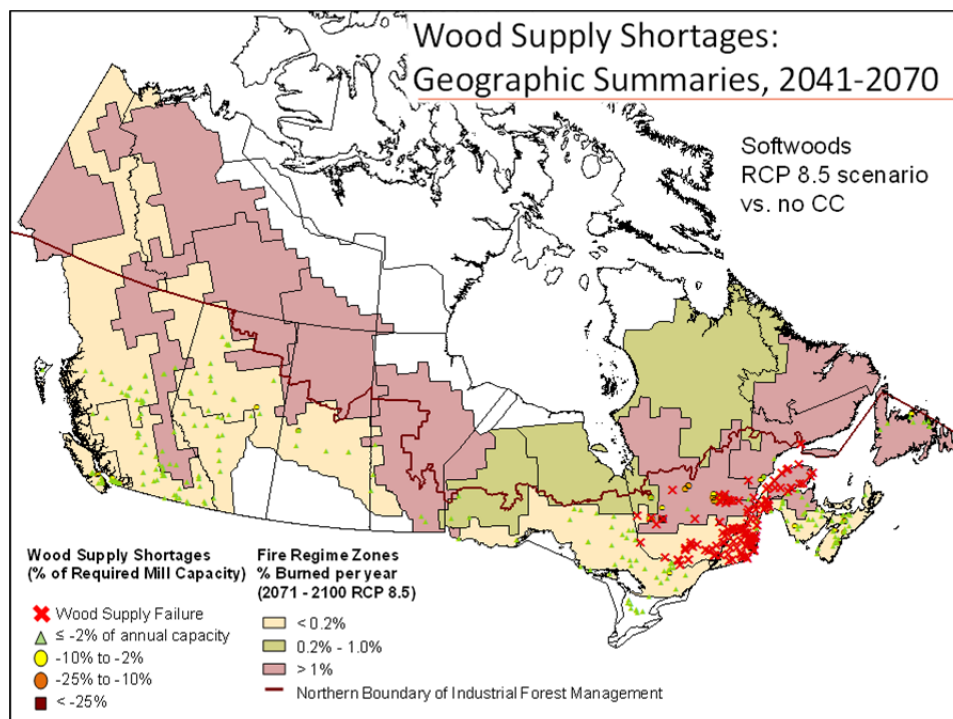 Wood Supply Shortages:
Geographic Summaries, 2041-2070
Softwoods
RCP 8.5 scenario
vs. no CC
Wood Supply Shortages
(% of Required Mill Capacity)
Wood Supply Failure
≤ -2% of annual capacity
-10% to -2%
-25% to -10%
< -25%
Fire Regime Zones
% Burned per year
(2071 - 2100 RCP 8.5)
< 0.2%
0.2% - 1.0%
> 1%
Northern Boundary of Industrial Forest Management